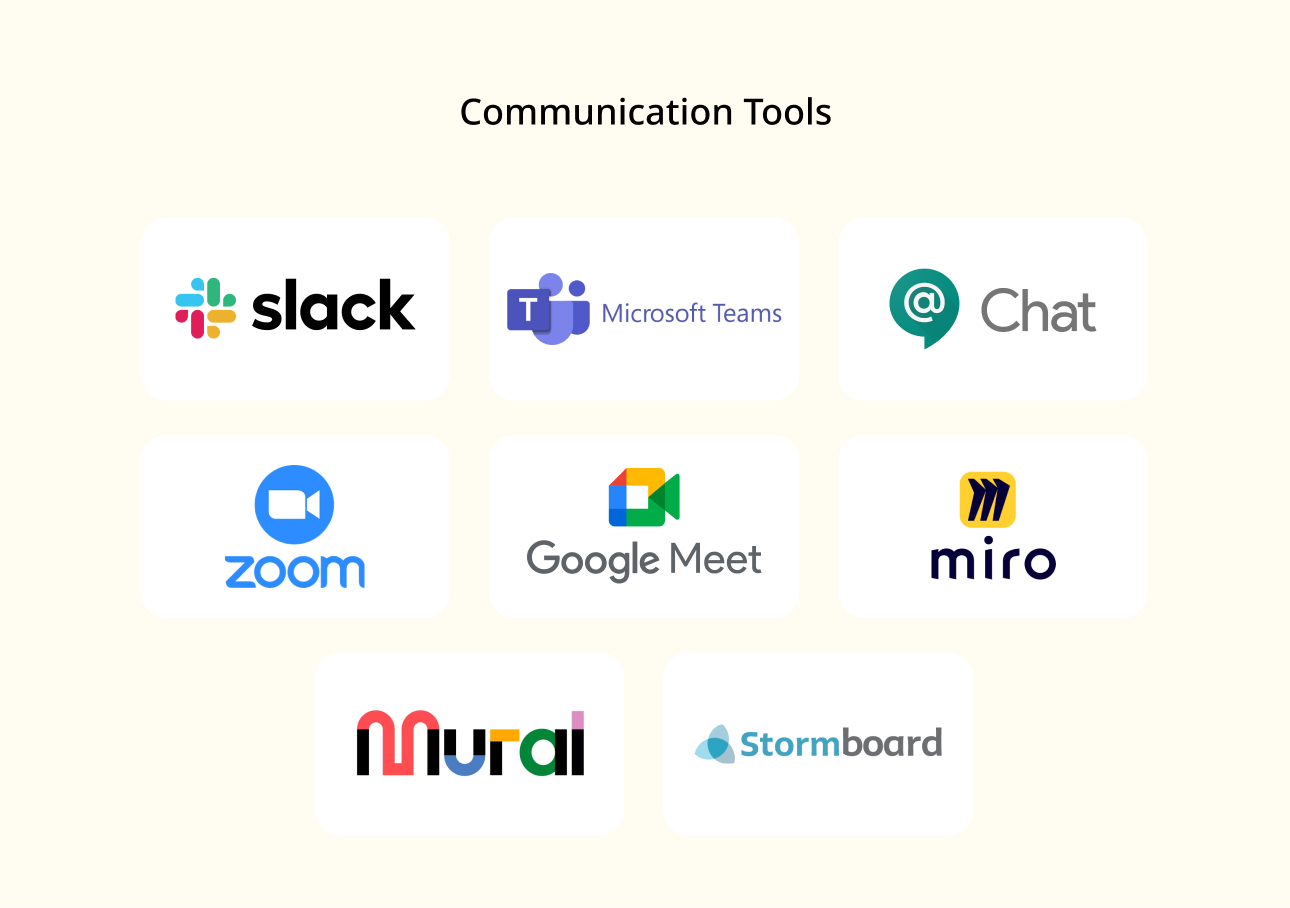 Communication Tools
slack
T Microsoft Teams
@ Chat
zoom
Google Meet
miro
Mural
Stormboard